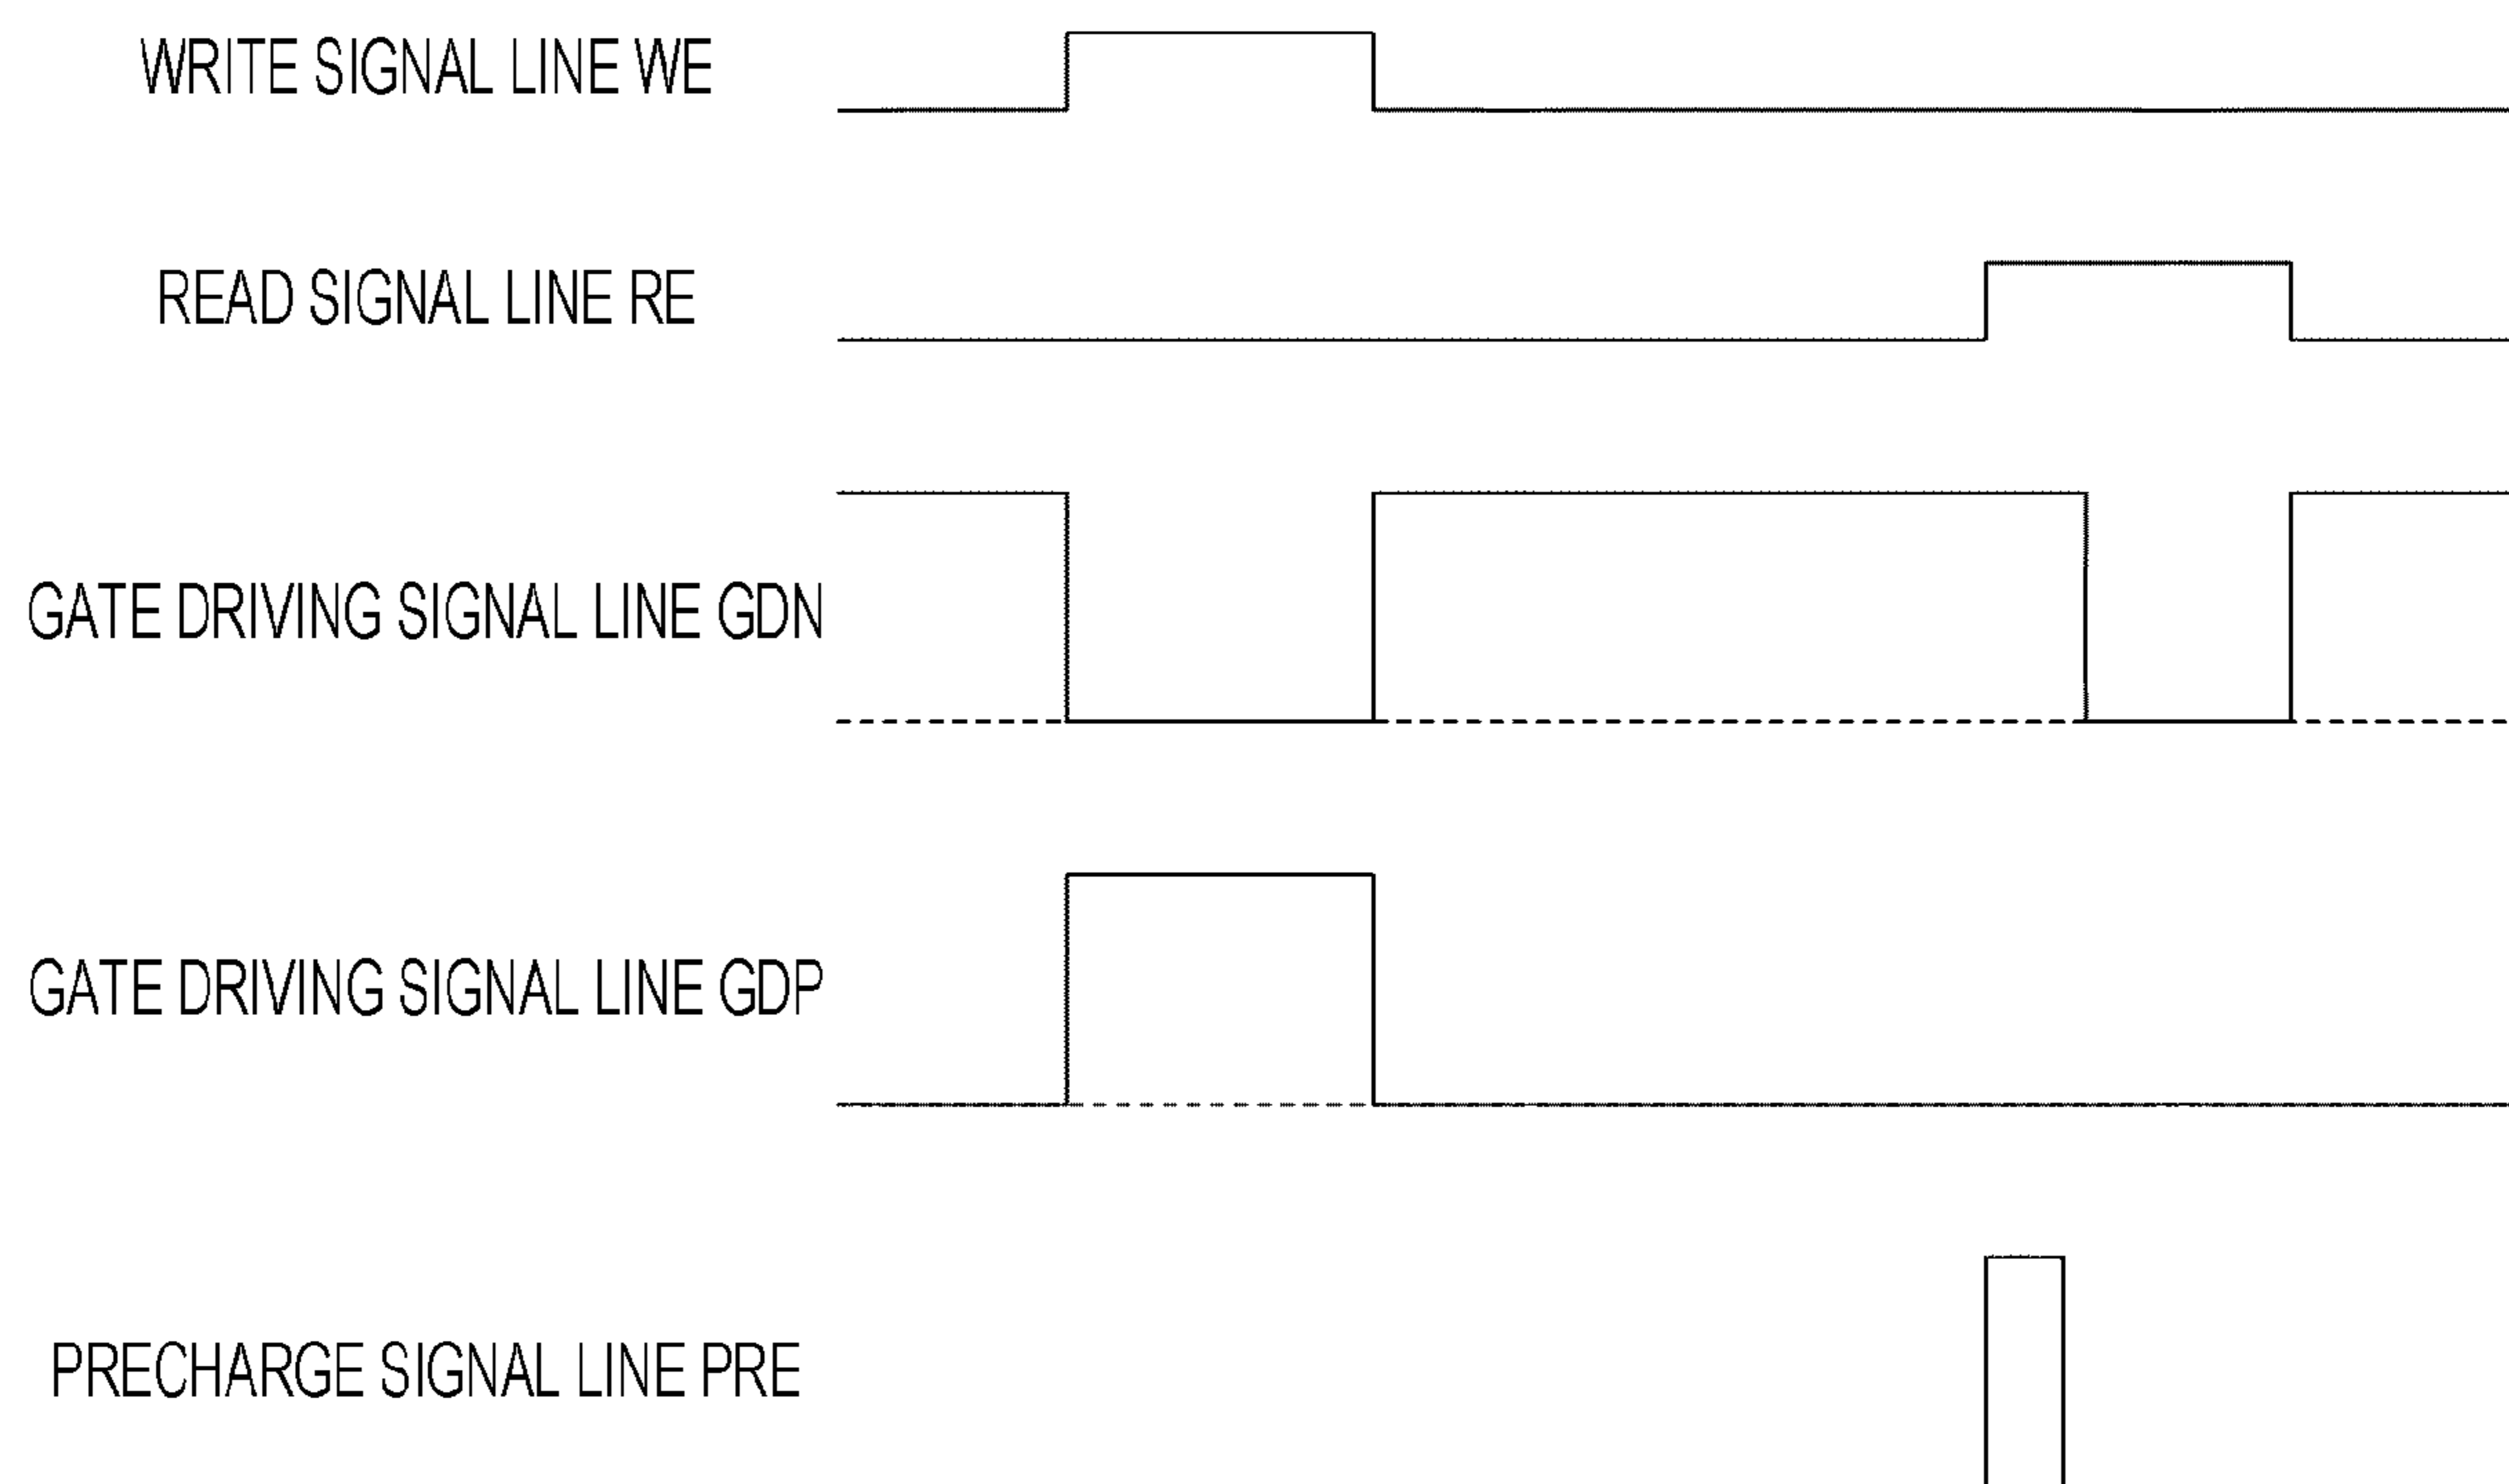 WRITE SIGNAL LINE WE
READ SIGNAL LINE RE
GATE DRIVING SIGNAL LINE GDN
GATE DRIVING SIGNAL LINE GDP
PRECHARGE SIGNAL LINE PRE